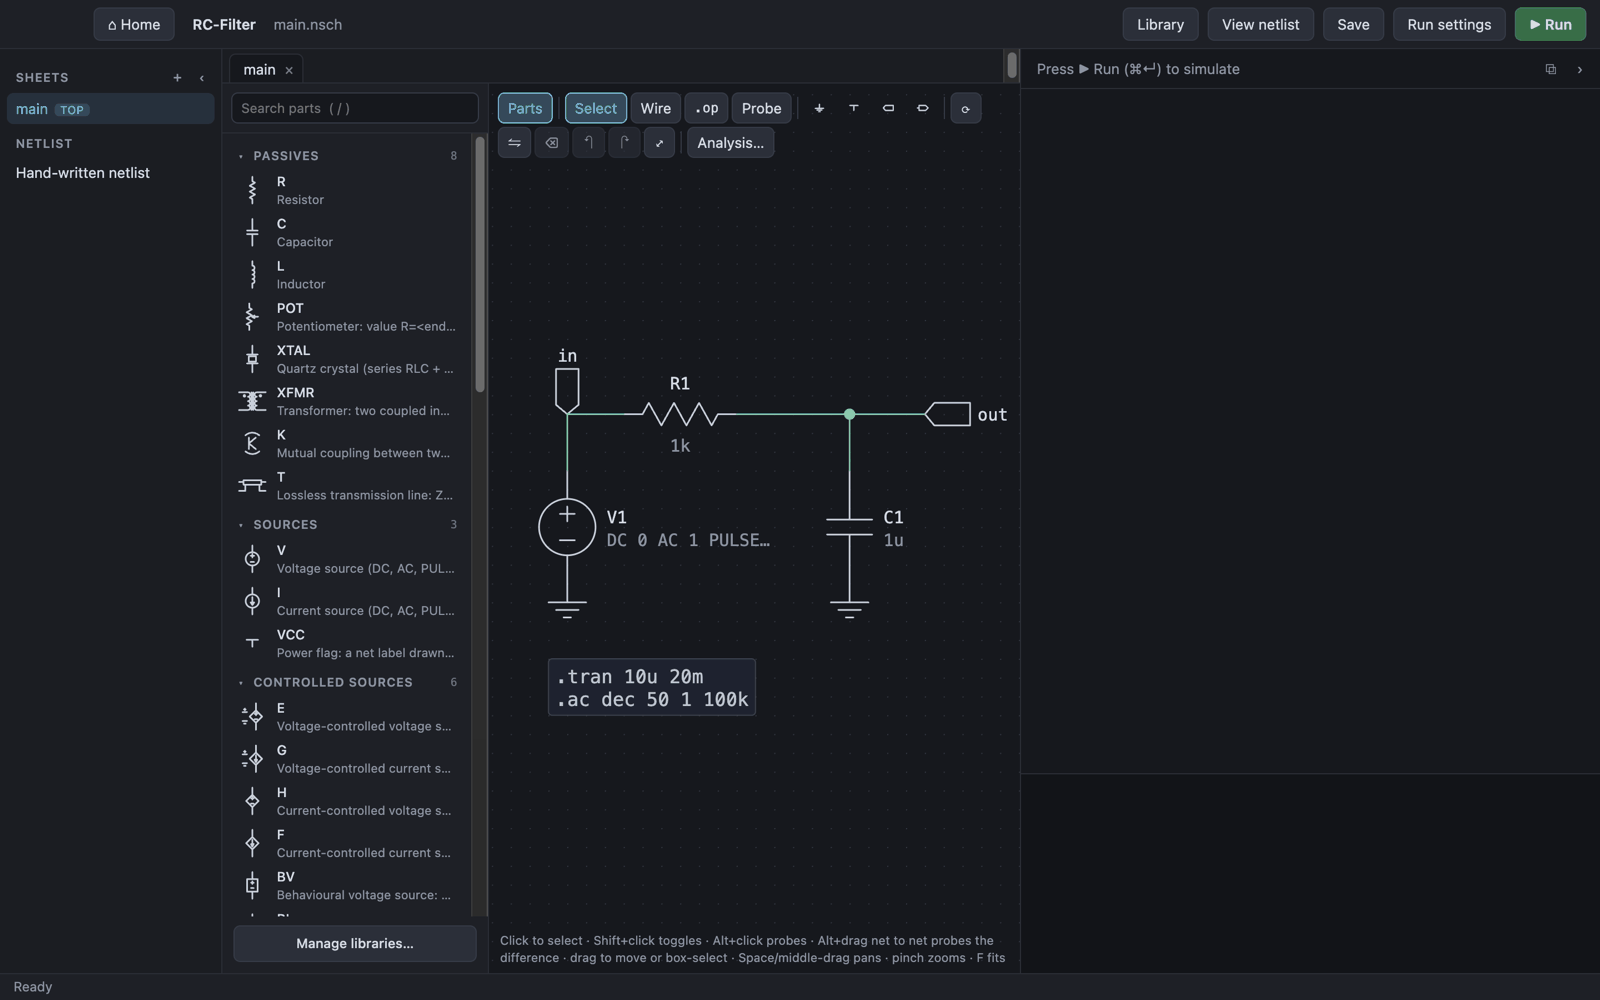 ⌂ Home
RC-Filter
main.nsch
Library
View netlist
Save
Run settings
▶ Run
SHEETS
+
‹
main TOP
NETLIST
Hand-written netlist
main ×
Search parts ( / )
PASSIVES 8
R
Resistor
C
Capacitor
L
Inductor
POT
Potentiometer: value R=<end...
XTAL
Quartz crystal (series RLC + ...
XFMR
Transformer: two coupled in...
K
Mutual coupling between tw...
T
Lossless transmission line: Z...
SOURCES 3
V
Voltage source (DC, AC, PUL...
I
Current source (DC, AC, PUL...
VCC
Power flag: a net label drawn...
CONTROLLED SOURCES 6
E
Voltage-controlled voltage s...
G
Voltage-controlled current s...
H
Current-controlled voltage s...
F
Current-controlled current s...
BV
Behavioural voltage source: ...
Manage libraries...
Parts
Select
Wire
.op
Probe
Analysis...
in
R1
1k
out
V1
DC 0 AC 1 PULSE…
C1
1u
.tran 10u 20m
.ac dec 50 1 100k
Click to select · Shift+click toggles · Alt+click probes · Alt+drag net to net probes the
difference · drag to move or box-select · Space/middle-drag pans · pinch zooms · F fits
Press ▶ Run (⌘↵) to simulate
Ready